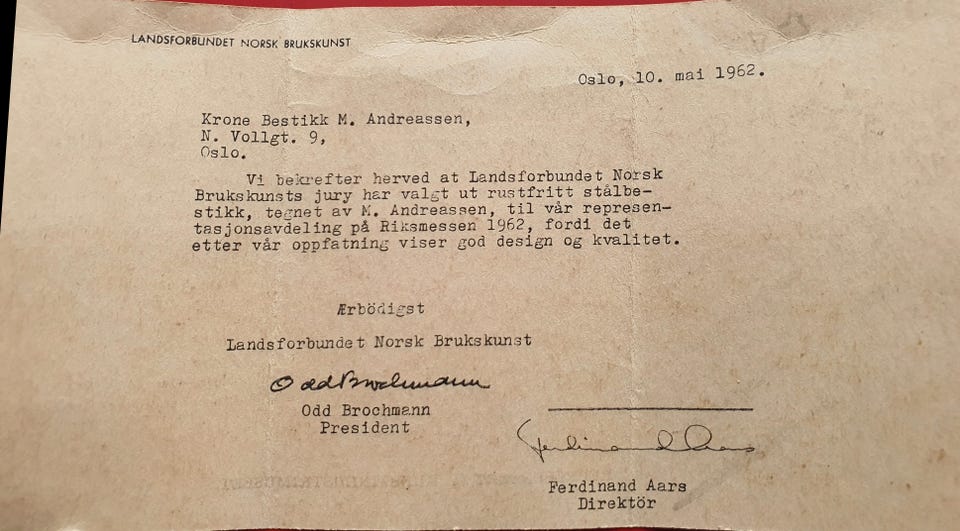 LANDSFORBUNDET NORSK BRUKSKUNST
Oslo, 10. mai 1962.
Krone Bestikk M. Andreassen,
N. Vollgt. 9,
Oslo.
Vi bekrefter herved at Landsforbundet Norsk
Brukskunsts jury har valgt ut rustfritt stålbe-
stikk, tegnet av M. Andreassen, til vår represen-
tasjonsavdeling på Riksmessen 1962, fordi det
etter vår oppfatning viser god design og kvalitet.
Ærbödigst
Landsforbundet Norsk Brukskunst
Odd Brochmann
Odd Brochmann
President
Ferdinand Aars
Ferdinand Aars
Direktör